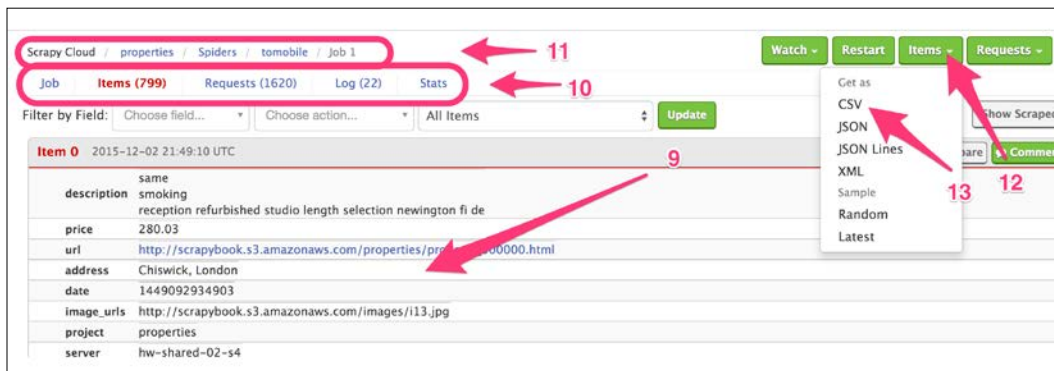 Scrapy Cloud / properties / Spiders / tomobile / Job 1
11
Watch Restart Items Requests
Job Items (799) Requests (1620) Log (22) Stats
10
Get as
Filter by Field: Choose field... Choose action... All Items Update
CSV
Show Scraped
JSON
Item 0 2015-12-02 21:49:10 UTC
9
JSON Lines
12
XML
13
Sample
Random
Latest
description same
smoking
reception refurbished studio length selection newington fi de
price 280.03
url http://scrapybook.s3.amazonaws.com/properties/
address Chiswick, London
date 1449092934903
image_urls http://scrapybook.s3.amazonaws.com/images/i13.jpg
project properties
server hw-shared-02-s4